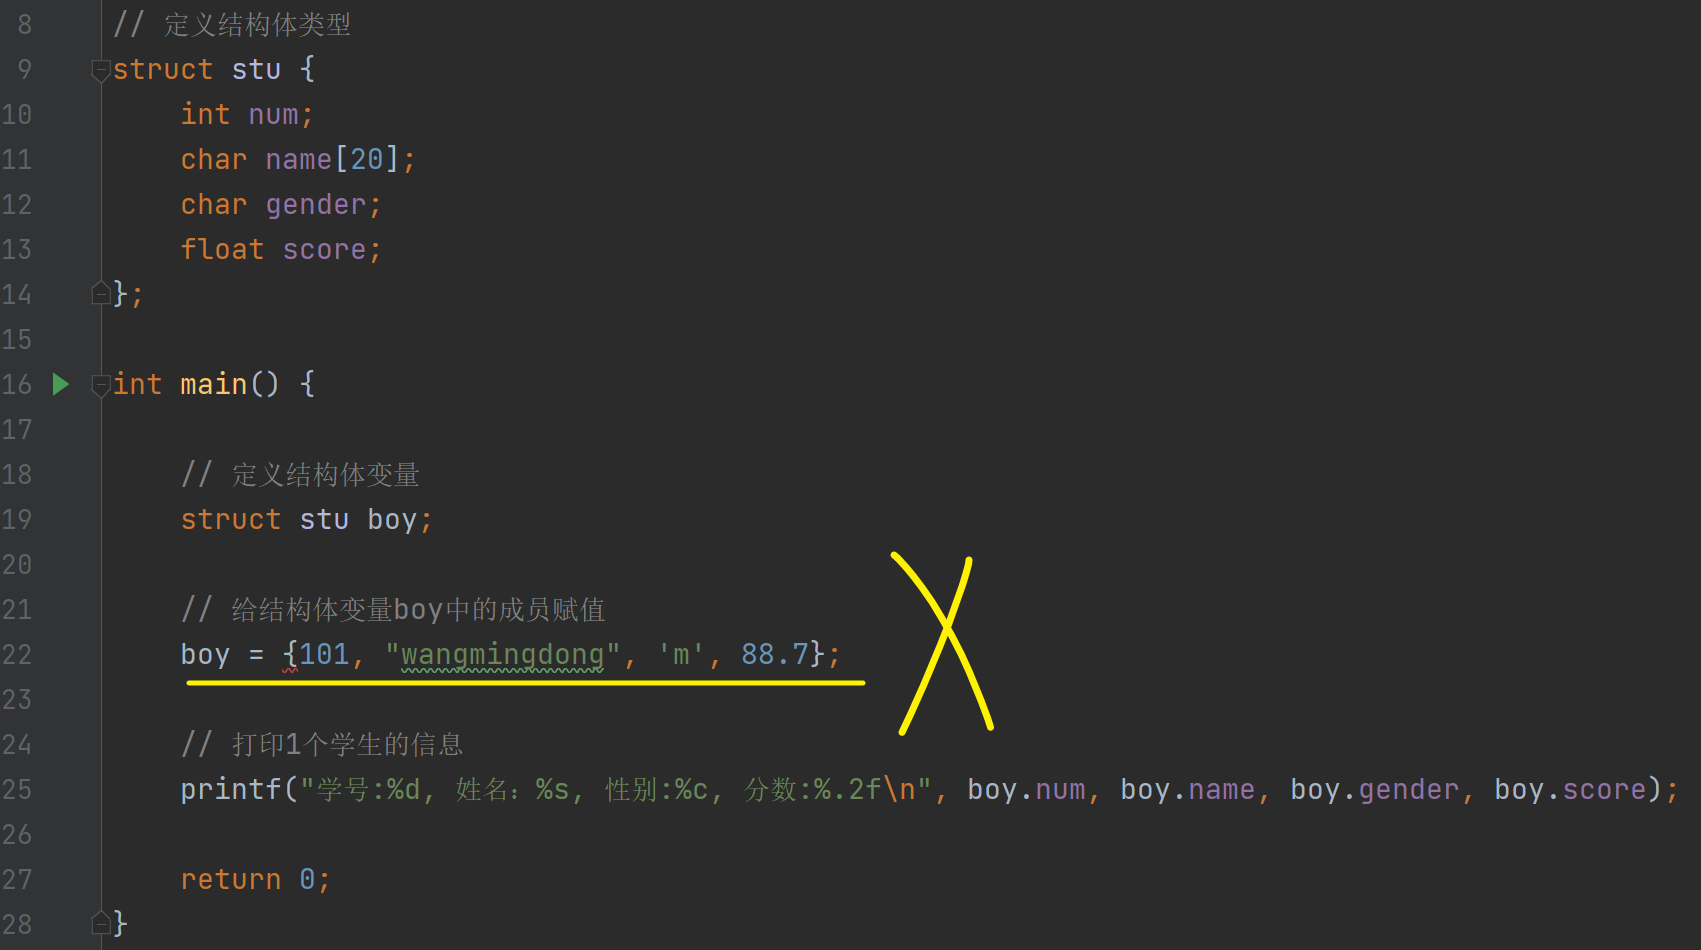 8 // 定义结构体类型
9 struct stu {
10     int num;
11     char name[20];
12     char gender;
13     float score;
14 };
15
16 int main() {
17
18     // 定义结构体变量
19     struct stu boy;
20
21     // 给结构体变量boy中的成员赋值
22     boy = {101, "wangmingdong", 'm', 88.7};
23
24     // 打印1个学生的信息
25     printf("学号:%d, 姓名：%s, 性别:%c, 分数:%.2f\n", boy.num, boy.name, boy.gender, boy.score);
26
27     return 0;
28 }